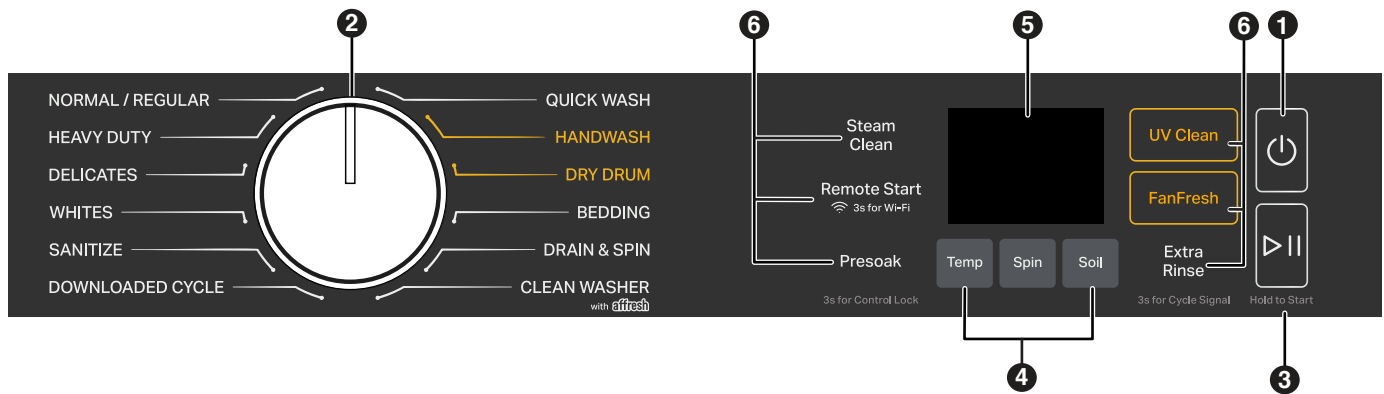 2
6
5
6
1
NORMAL / REGULAR
HEAVY DUTY
DELICATES
WHITES
SANITIZE
DOWNLOADED CYCLE
QUICK WASH
HANDWASH
DRY DRUM
BEDDING
DRAIN & SPIN
CLEAN WASHER
with affresh
Steam
Clean
Remote Start
3s for Wi-Fi
Presoak
3s for Control Lock
Temp
Spin
Soil
UV Clean
FanFresh
Extra
Rinse
3s for Cycle Signal
Hold to Start
4
3